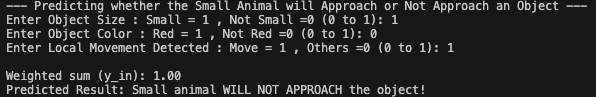 --- Predicting whether the Small Animal will Approach or Not Approach an Object ---
Enter Object Size : Small = 1 , Not Small =0 (0 to 1): 1
Enter Object Color : Red = 1 , Not Red =0 (0 to 1): 0
Enter Local Movement Detected : Move = 1 , Others =0 (0 to 1): 1
Weighted sum (y_in): 1.00
Predicted Result: Small animal WILL NOT APPROACH the object!